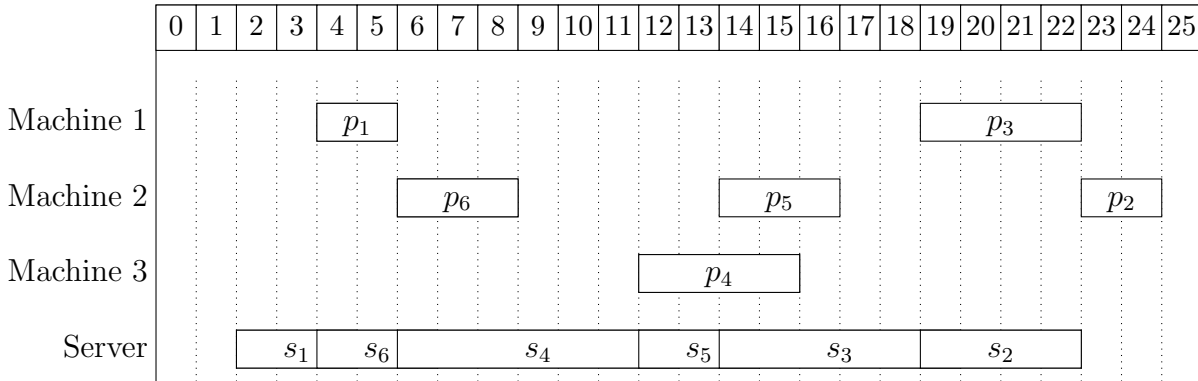 0 1 2 3 4 5 6 7 8 9 10 11 12 13 14 15 16 17 18 19 20 21 22 23 24 25
Machine 1 p₁ p₃
Machine 2 p₆ p₅ p₂
Machine 3 p₄
Server s₁ s₆ s₄ s₅ s₃ s₂